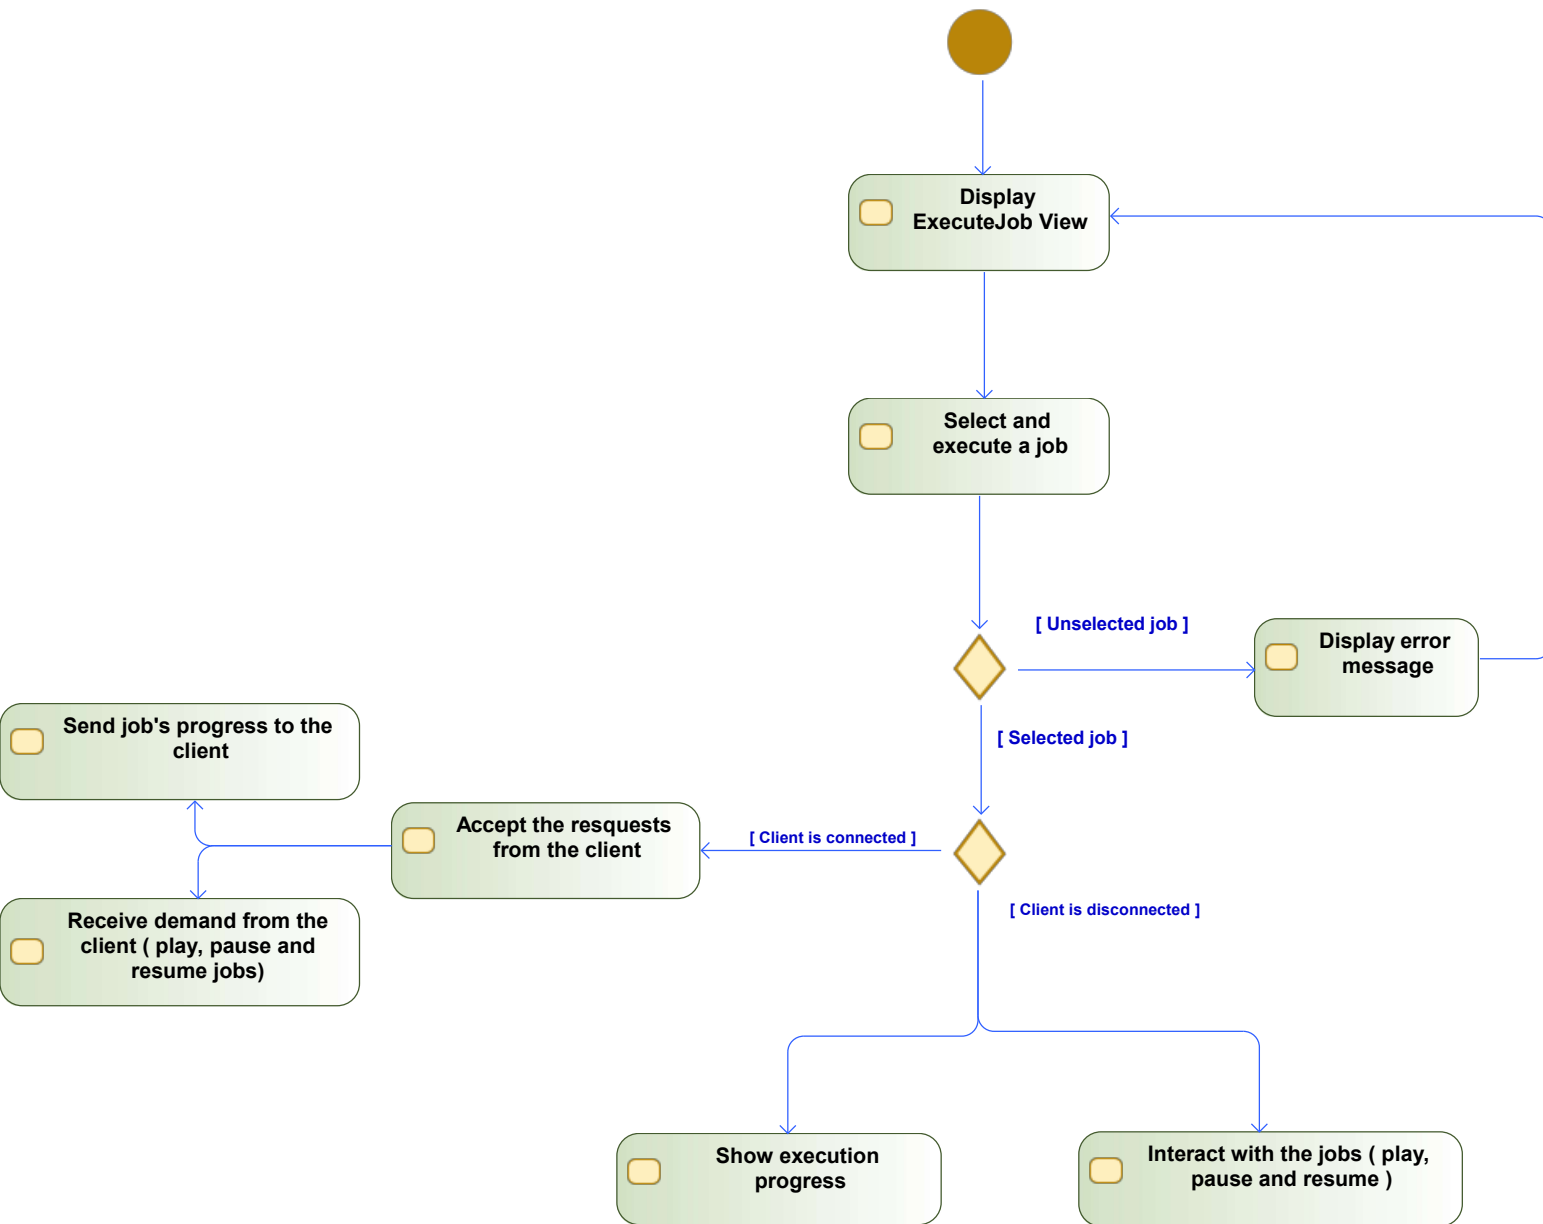 Display
ExecuteJob View
Select and
execute a job
[ Unselected job ]
Display error
message
[ Selected job ]
Send job's progress to the
client
Accept the resquests
from the client
[ Client is connected ]
[ Client is disconnected ]
Receive demand from the
client ( play, pause and
resume jobs)
Show execution
progress
Interact with the jobs ( play,
pause and resume )